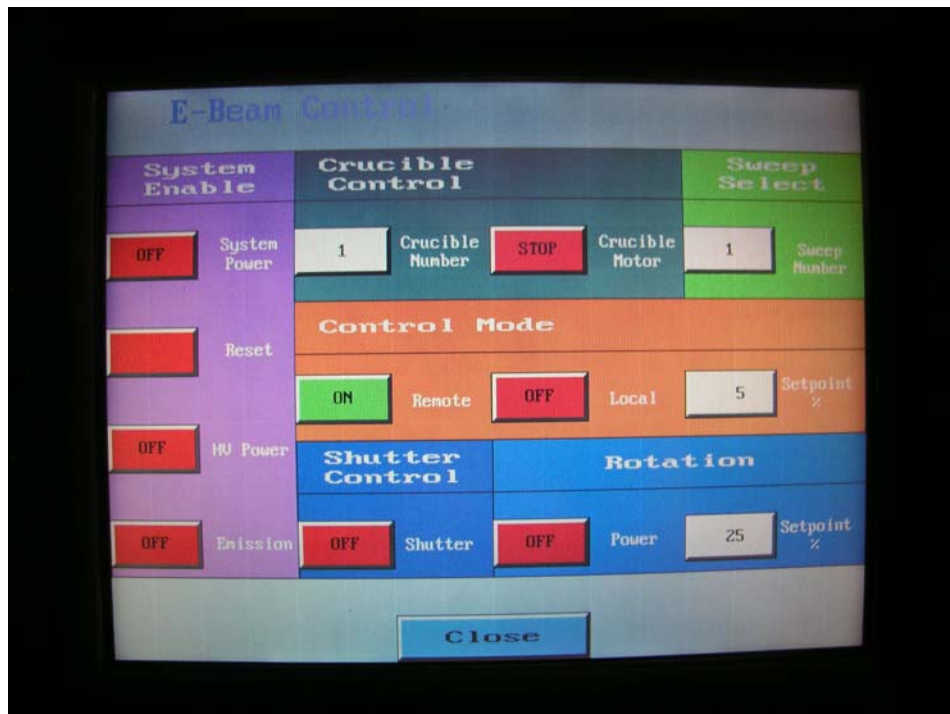 E-Beam Control
System
Enable
Crucible
Control
Sweep
Select
OFF
System
Power
1
Crucible
Number
STOP
Crucible
Motor
1
Sweep
Number
Control Mode
Reset
ON
Remote
OFF
Local
5
Setpoint
%
OFF
HV Power
Shutter
Control
Rotation
OFF
Emission
OFF
Shutter
OFF
Power
25
Setpoint
%
Close